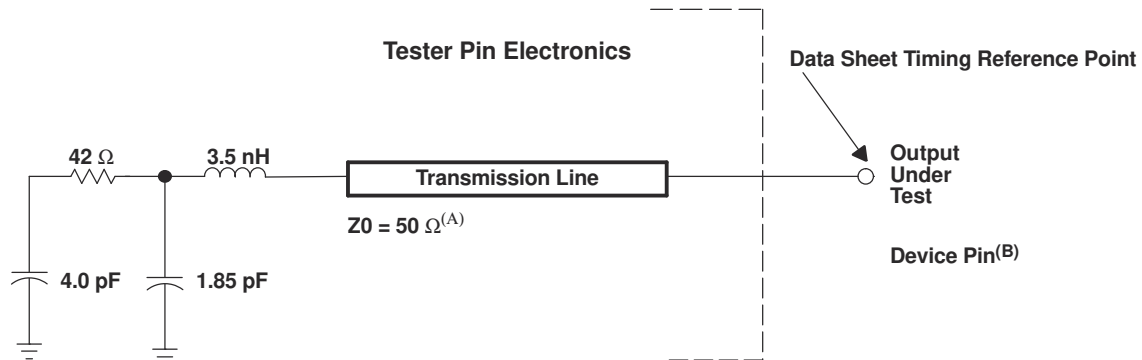 Tester Pin Electronics
Data Sheet Timing Reference Point
42 Ω
3.5 nH
Transmission Line
Output
Under
Test
Z0 = 50 Ω(A)
Device Pin(B)
4.0 pF
1.85 pF